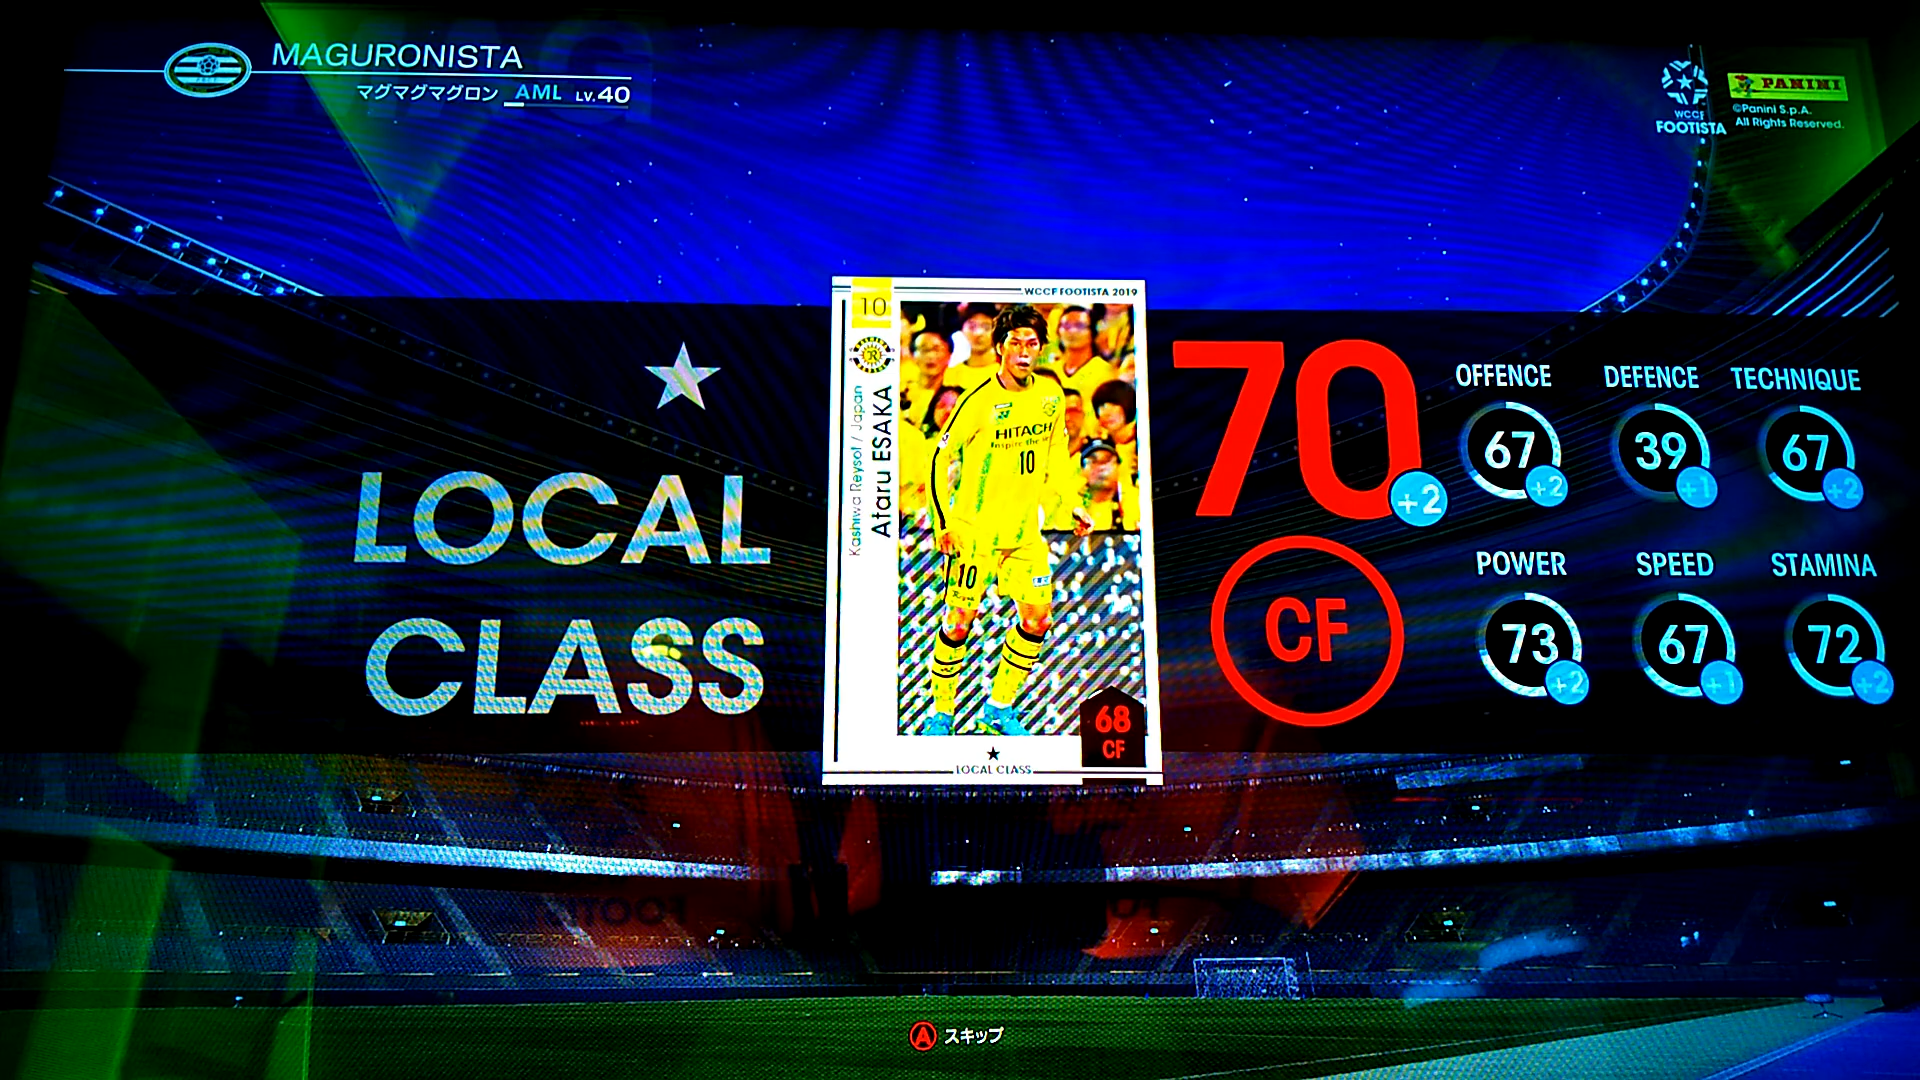 MAGURONISTA
マグマグマグロン AML LV.40
WCCF
FOOTISTA
PANINI
©Panini S.p.A.
All Rights Reserved.
LOCAL
CLASS
WCCF FOOTISTA 2019
10
Kashiwa Reysol / Japan
Ataru ESAKA
HITACHI
Inspire the
10
10
68
CF
LOCAL CLASS
70
+2
CF
OFFENCE
67
+2
DEFENCE
39
+1
TECHNIQUE
67
+2
POWER
73
+2
SPEED
67
+1
STAMINA
72
+2
A スキップ